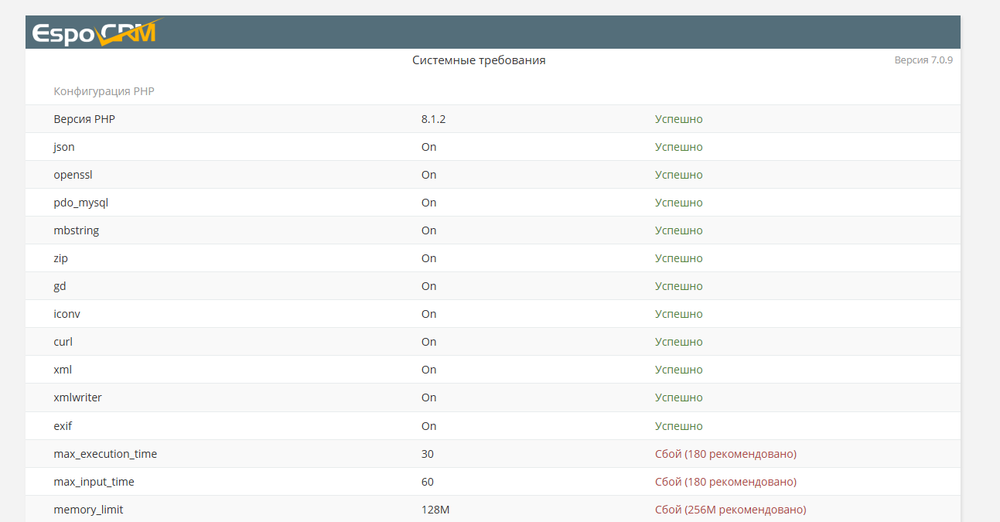 EspoCRM
Системные требования
Версия 7.0.9
Конфигурация PHP
Версия PHP 8.1.2 Успешно
json On Успешно
openssl On Успешно
pdo_mysql On Успешно
mbstring On Успешно
zip On Успешно
gd On Успешно
iconv On Успешно
curl On Успешно
xml On Успешно
xmlwriter On Успешно
exif On Успешно
max_execution_time 30 Сбой (180 рекомендовано)
max_input_time 60 Сбой (180 рекомендовано)
memory_limit 128M Сбой (256M рекомендовано)